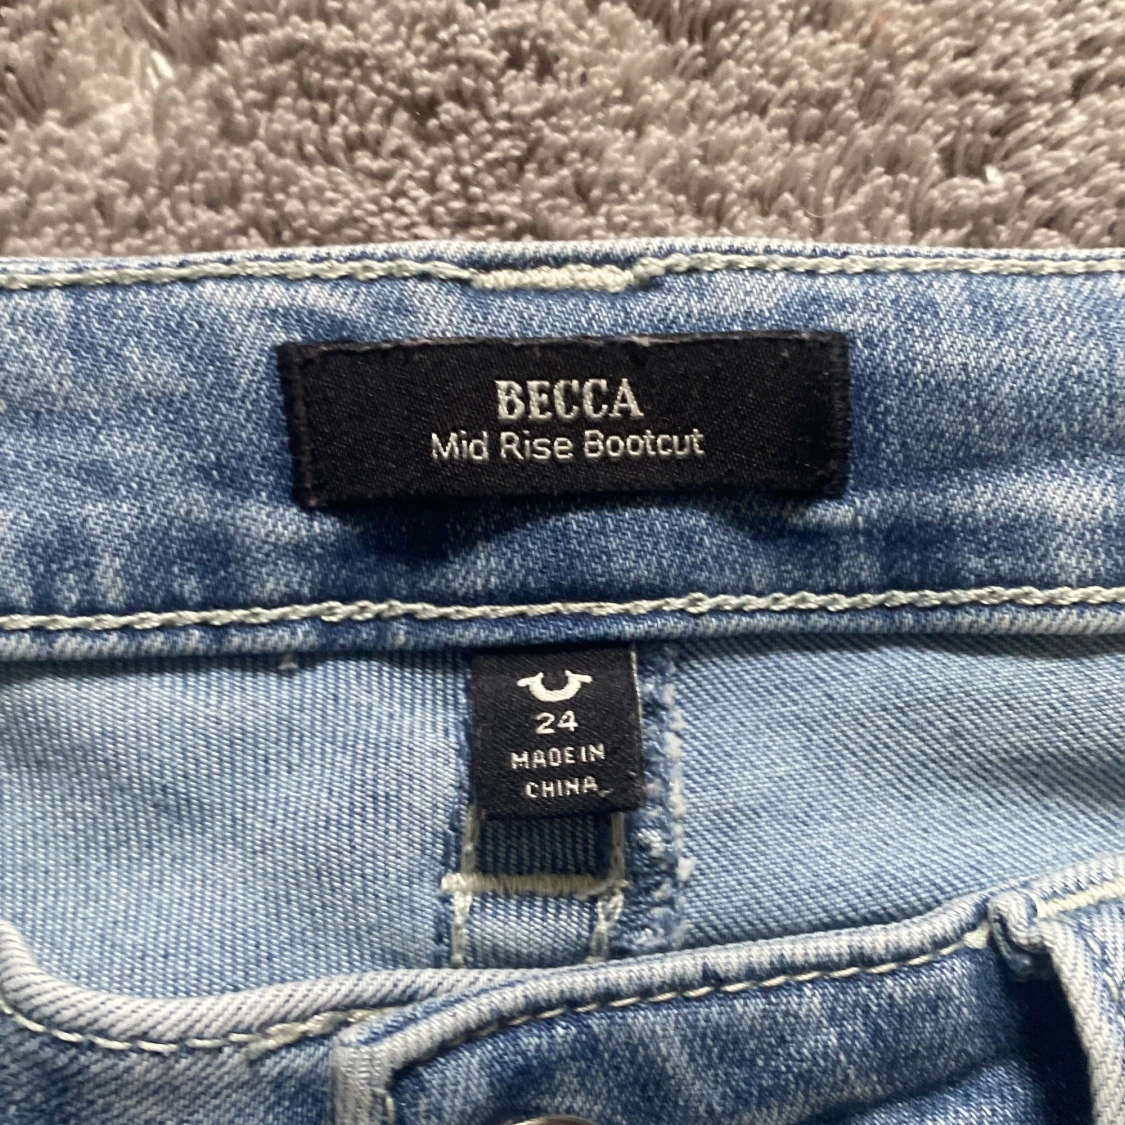 BECCA
Mid Rise Bootcut
24
MADE IN
CHINA